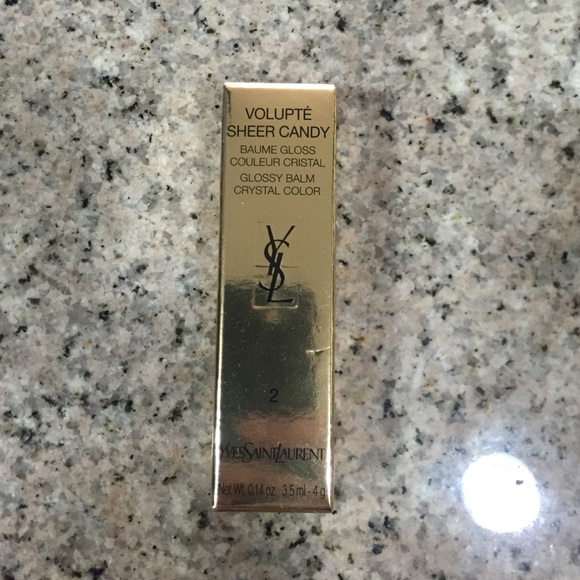 VOLUPTÉ
SHEER CANDY
BAUME GLOSS
COULEUR CRISTAL
GLOSSY BALM
CRYSTAL COLOR
YSL
2
YVESSAINTLAURENT
Net Wt. 0.14 oz. 3.5 ml - 4 g